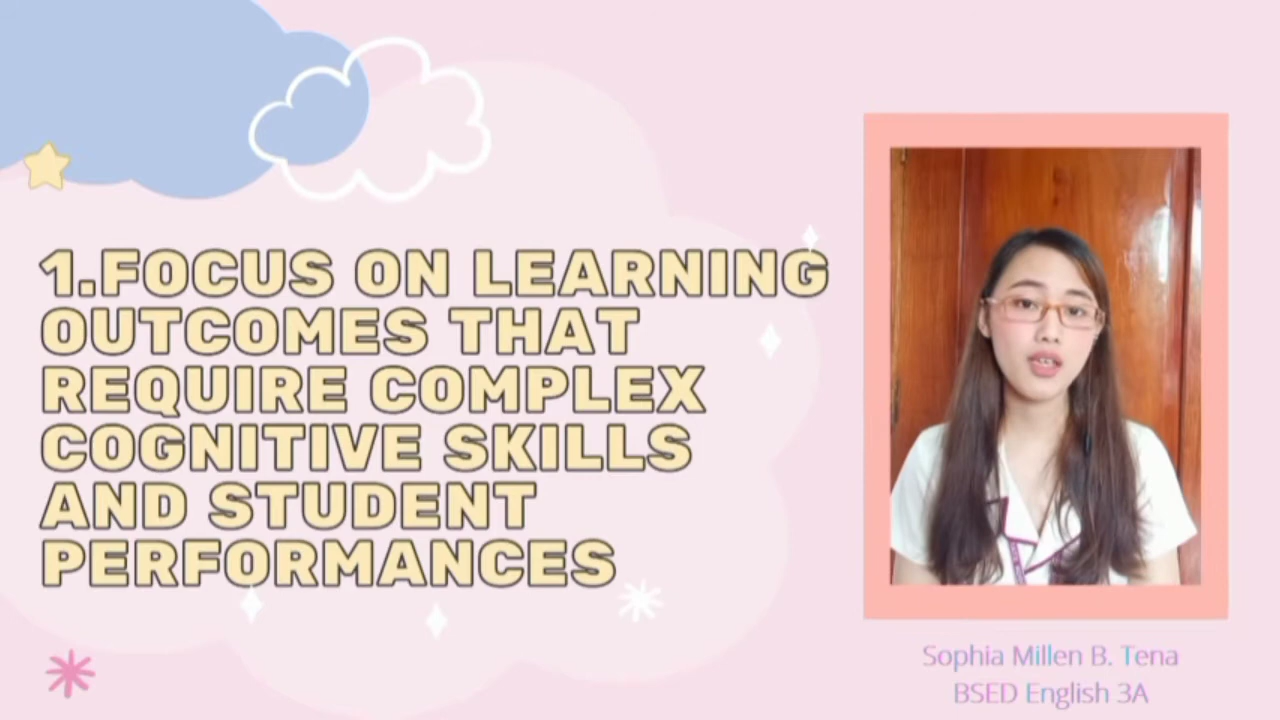 1.FOCUS ON LEARNING
OUTCOMES THAT
REQUIRE COMPLEX
COGNITIVE SKILLS
AND STUDENT
PERFORMANCES
Sophia Millen B. Tena
BSED English 3A